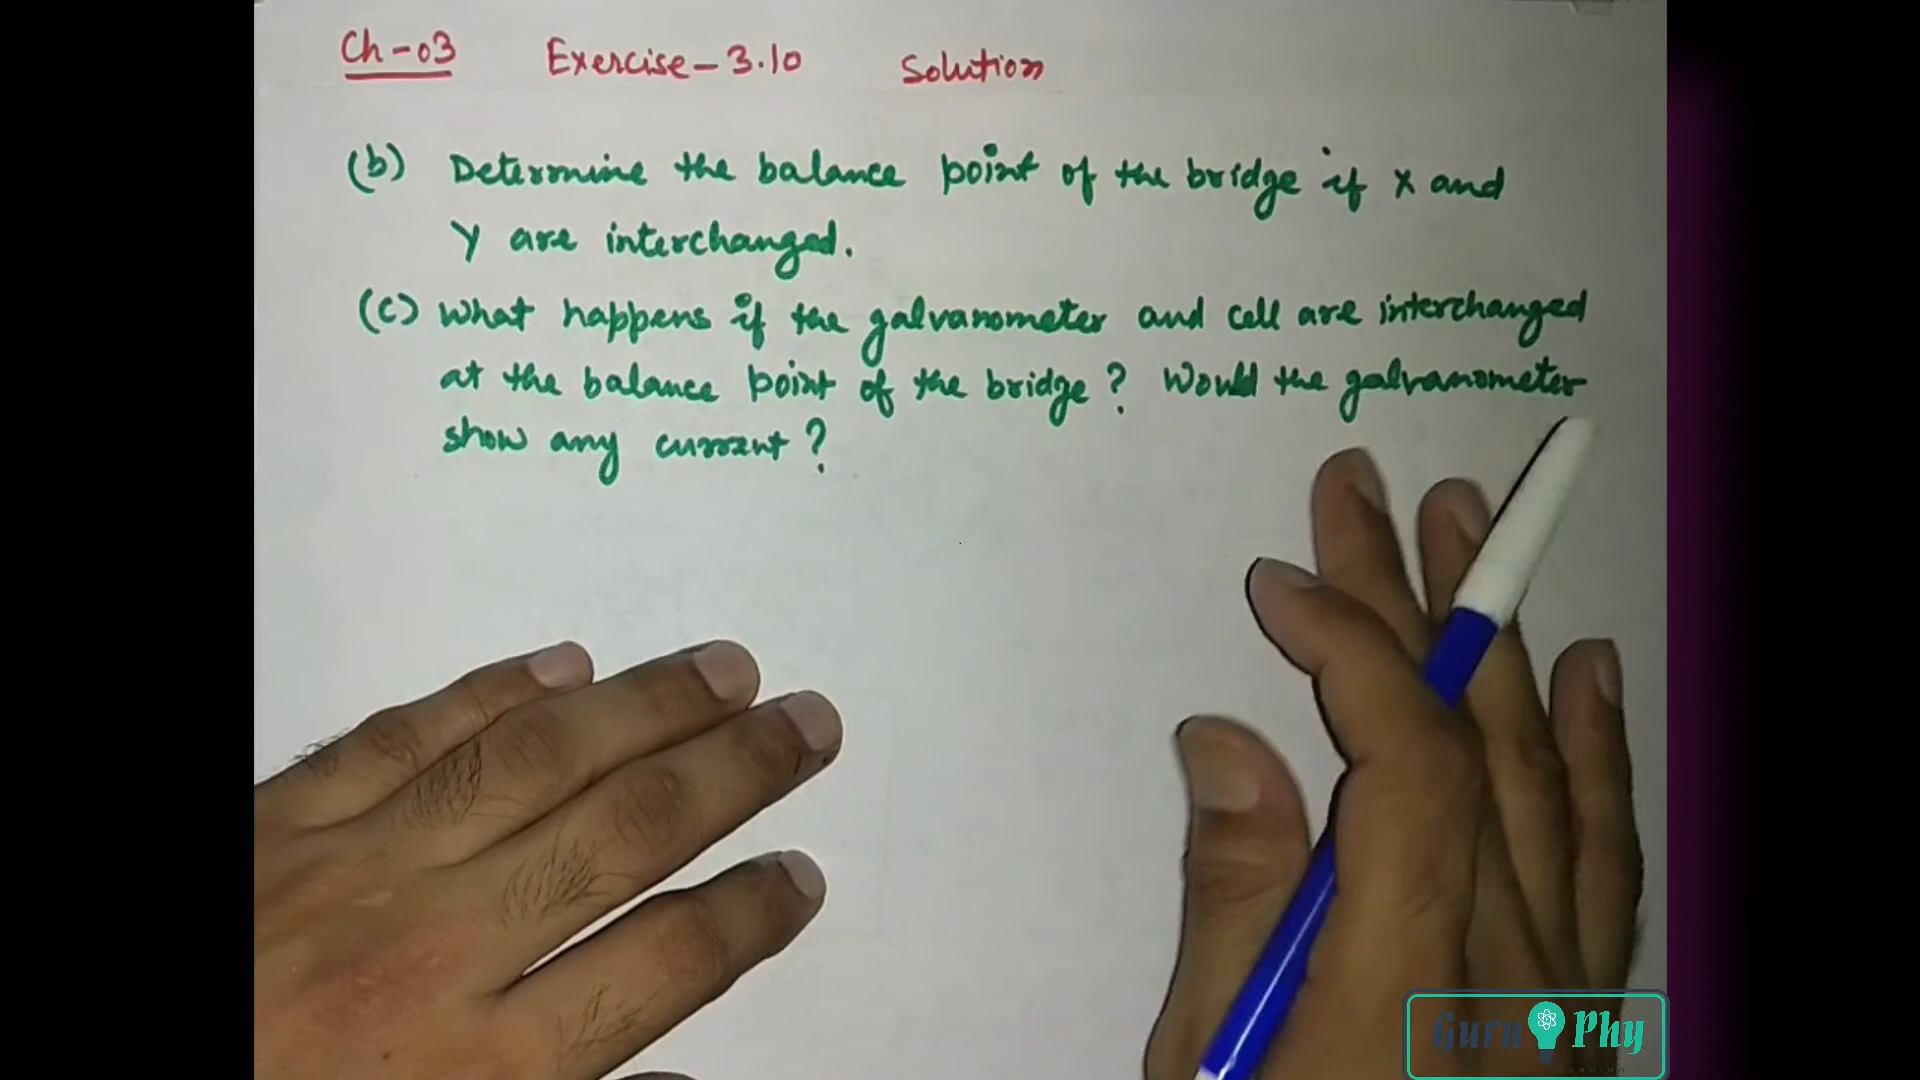 Ch-03 Exercise-3.10 Solution
(b) Determine the balance point of the bridge if X and
Y are interchanged.
(c) What happens if the galvanometer and cell are interchanged
at the balance point of the bridge? Would the galvanometer
show any current?
Guru Phy